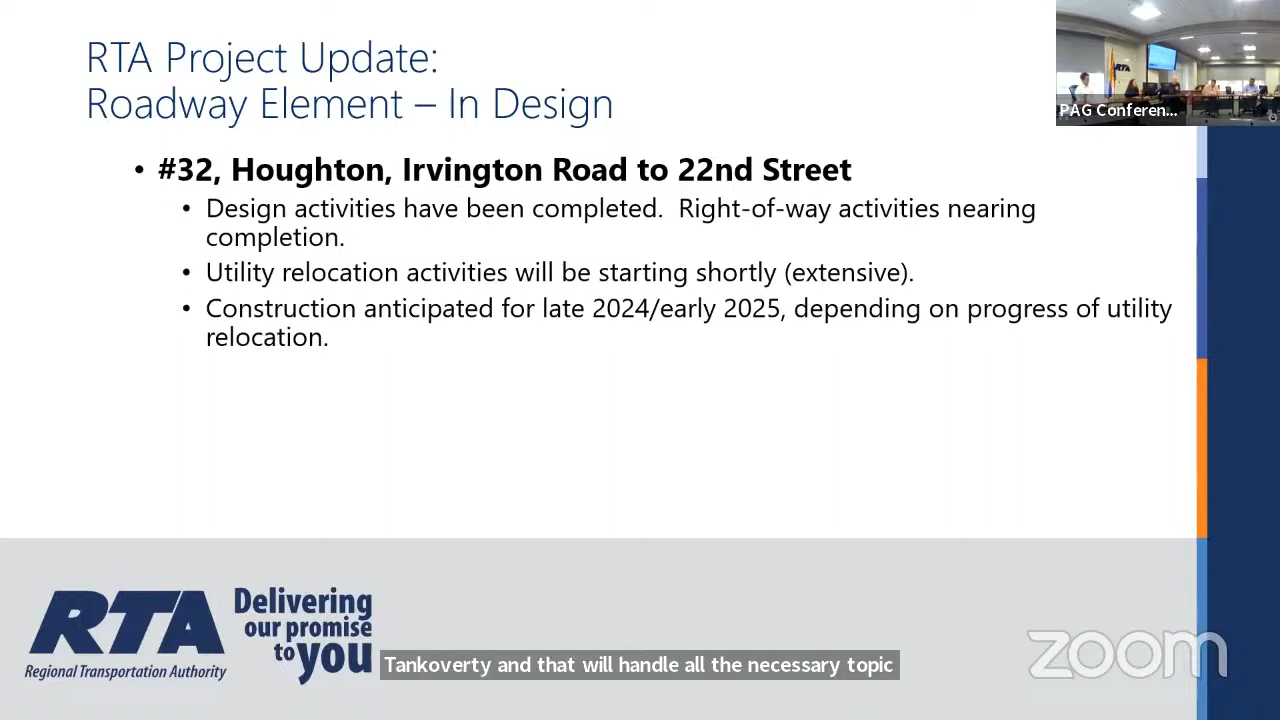 RTA Project Update:
Roadway Element – In Design
RTA
PAG Conferen...
• #32, Houghton, Irvington Road to 22nd Street
• Design activities have been completed.  Right-of-way activities nearing
completion.
• Utility relocation activities will be starting shortly (extensive).
• Construction anticipated for late 2024/early 2025, depending on progress of utility
relocation.
RTA
Regional Transportation Authority
Delivering
our promise
to you
Tankoverty and that will handle all the necessary topic
zoom